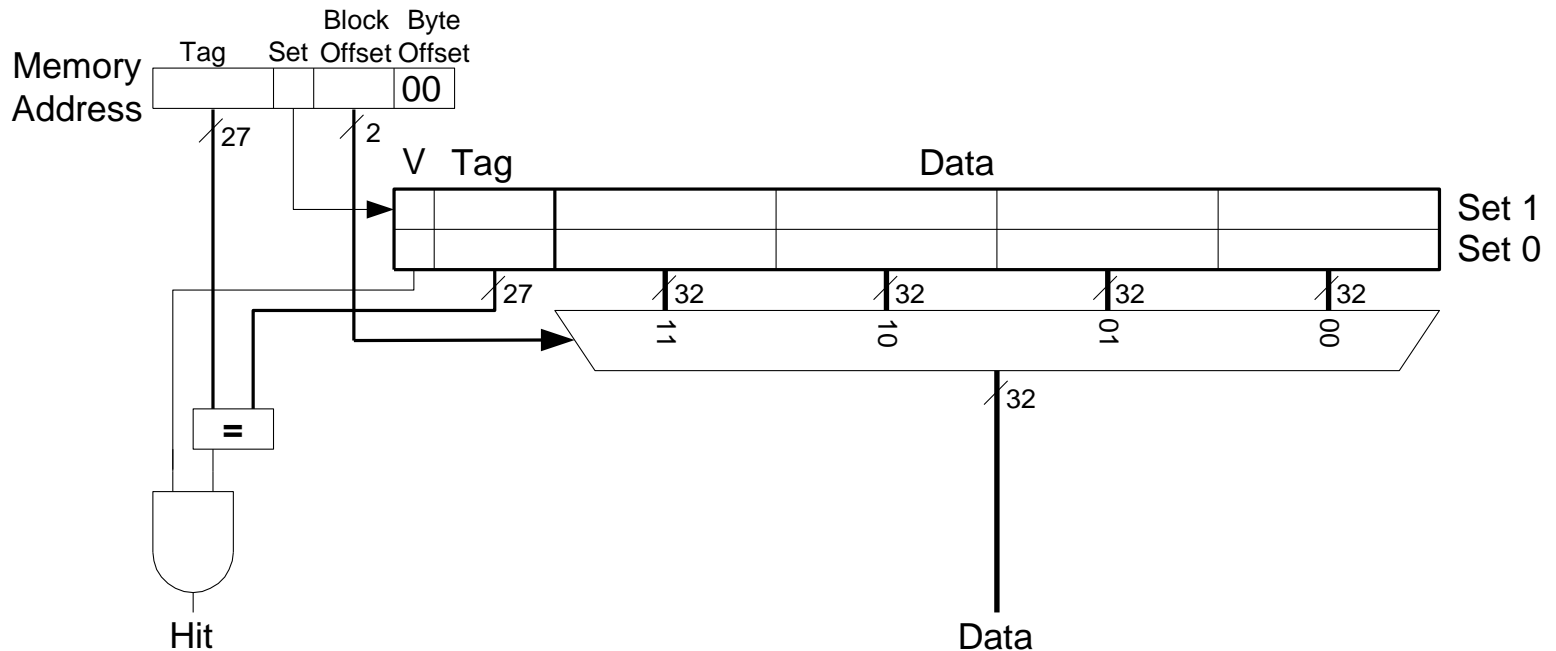 Block Byte
Tag Set Offset Offset
Memory
Address
00
27
2
V Tag Data
Set 1
Set 0
27
32
32
32
32
11
10
01
00
32
=
Hit
Data